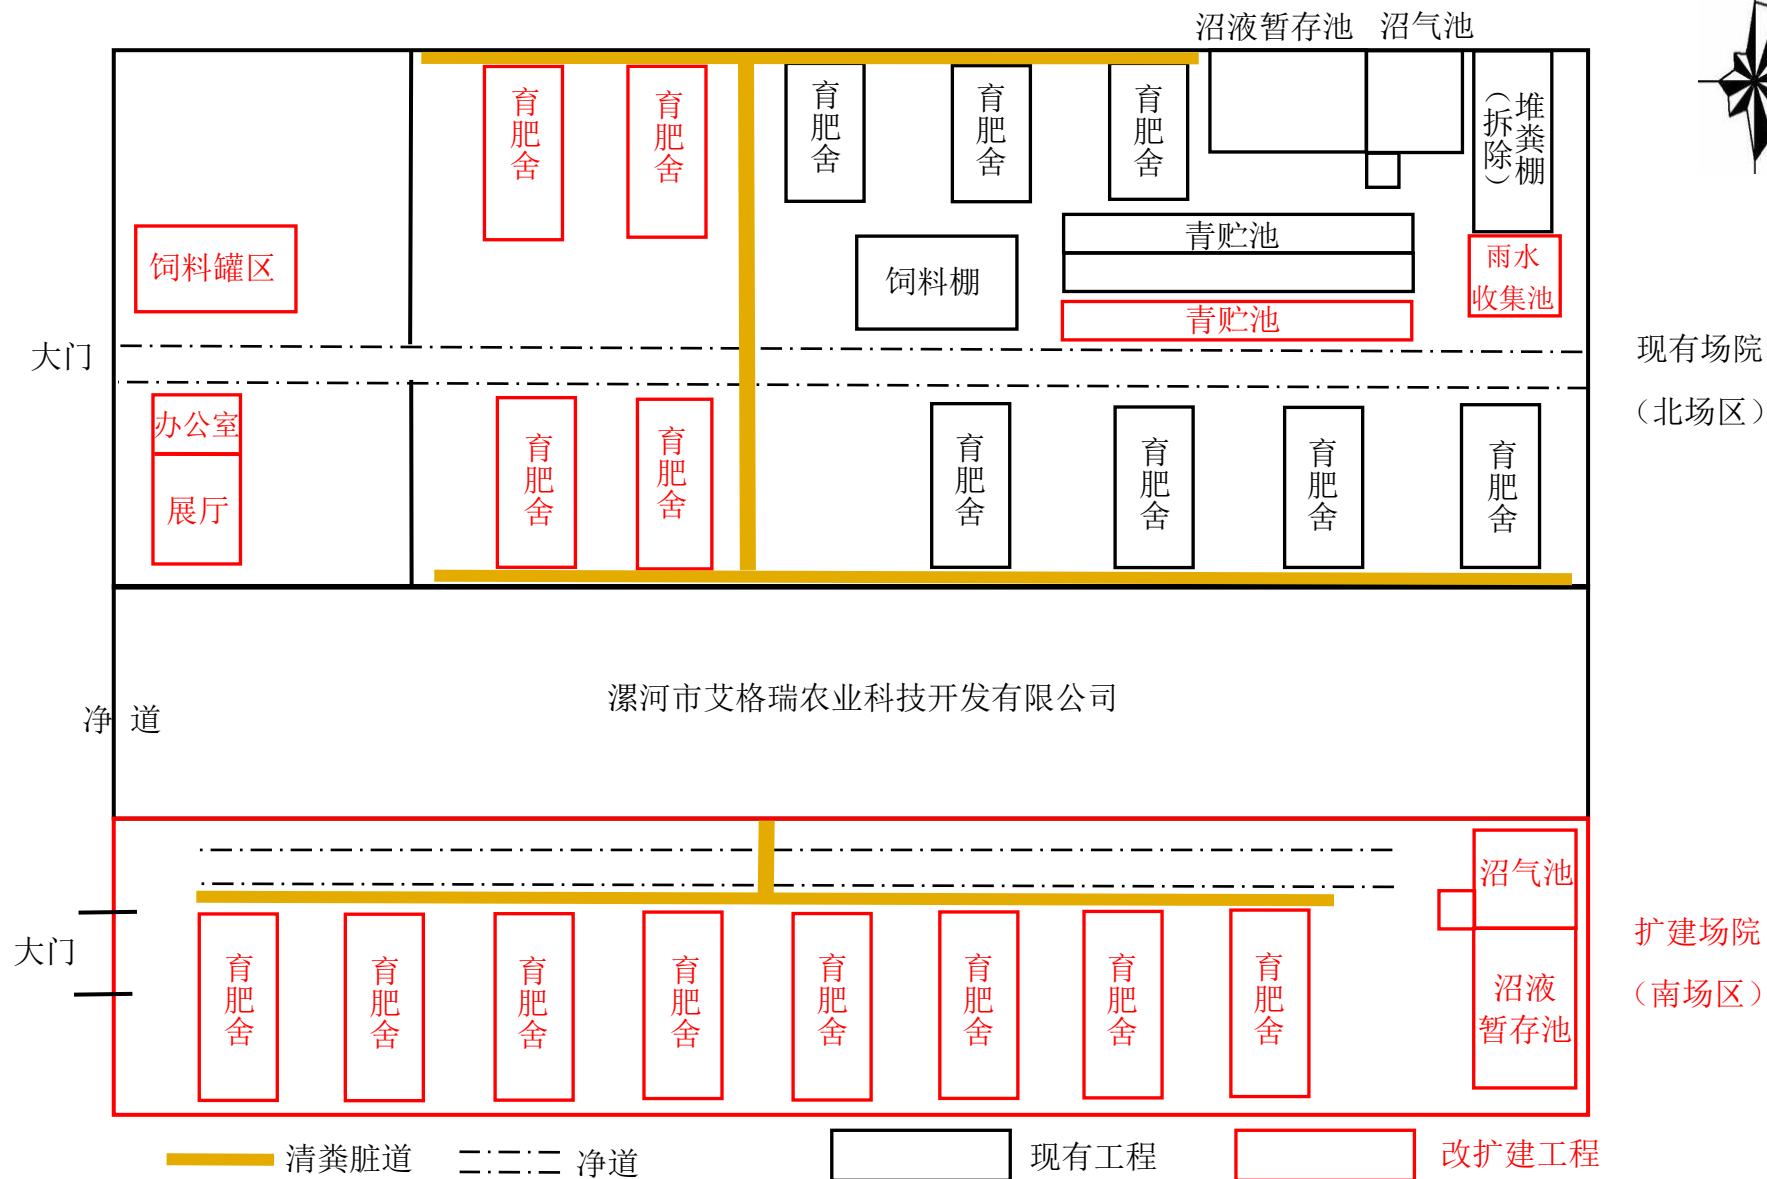 沼液暂存池
沼气池
育肥舍
育肥舍
育肥舍
育肥舍
育肥舍
堆粪棚
（拆除）
饲料罐区
饲料棚
青贮池
青贮池
雨水
收集池
大门
现有场院
（北场区）
办公室
展厅
育肥舍
育肥舍
育肥舍
育肥舍
育肥舍
育肥舍
漯河市艾格瑞农业科技开发有限公司
净 道
沼气池
大门
育肥舍
育肥舍
育肥舍
育肥舍
育肥舍
育肥舍
育肥舍
育肥舍
沼液
暂存池
扩建场院
（南场区）
清粪脏道
净道
现有工程
改扩建工程